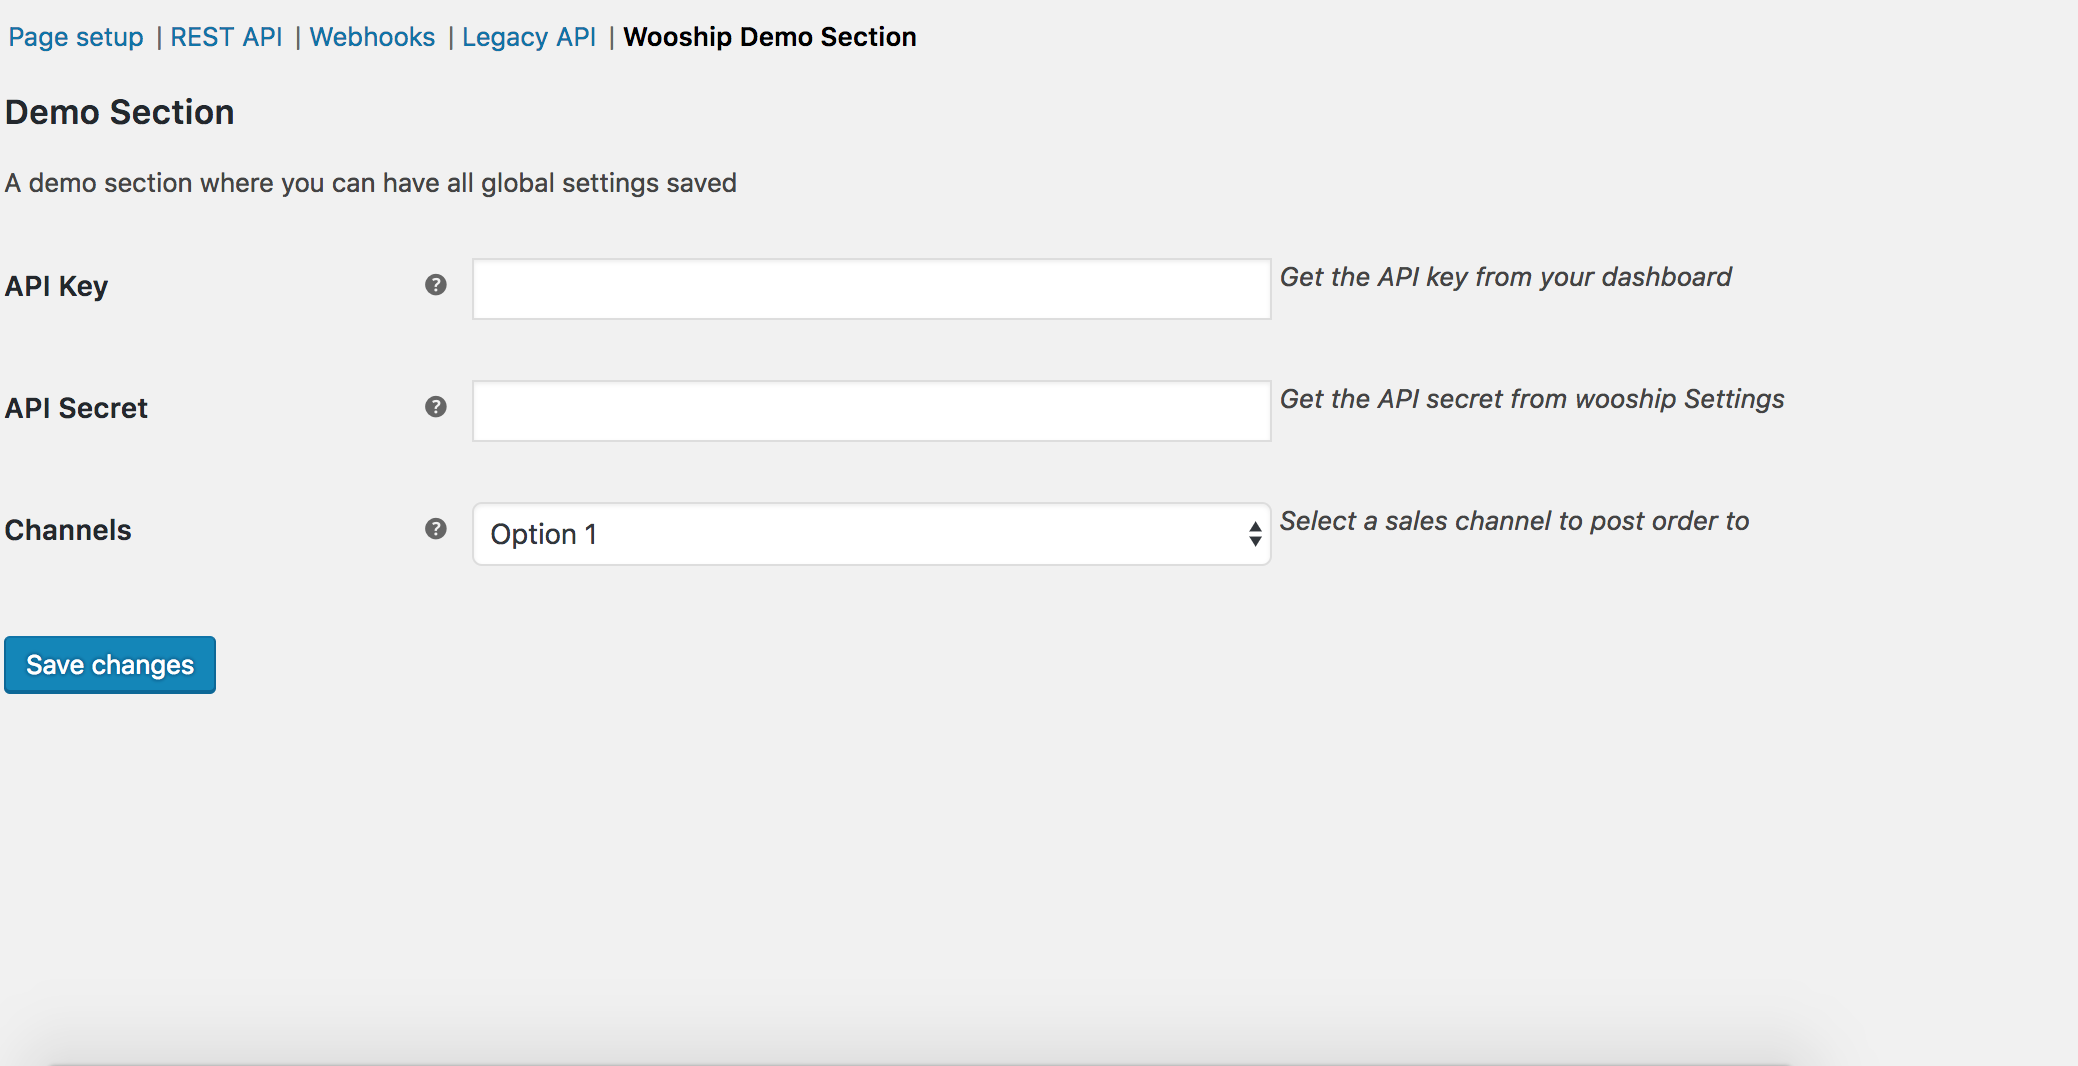 Page setup | REST API | Webhooks | Legacy API | Wooship Demo Section
Demo Section
A demo section where you can have all global settings saved
API Key ? Get the API key from your dashboard
API Secret ? Get the API secret from wooship Settings
Channels ? Option 1 Select a sales channel to post order to
Save changes